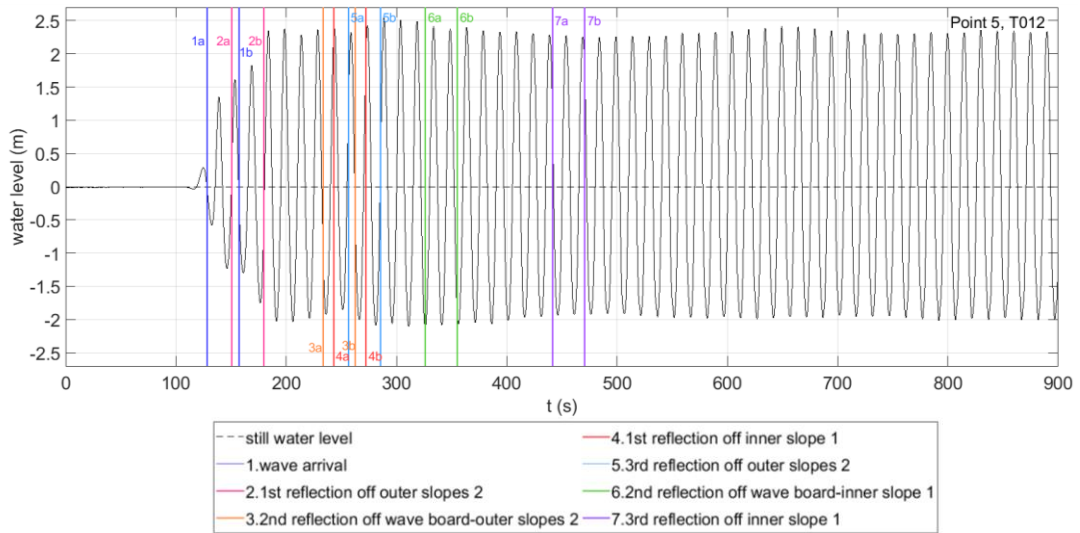 Point 5, T012
2.5
2
1.5
1
0.5
0
-0.5
-1
-1.5
-2
-2.5
water level (m)
1a
2a
1b
2b
3a
4a
3b
5a
4b
5b
6a
6b
7a
7b
0 100 200 300 400 500 600 700 800 900
t (s)
still water level
1.wave arrival
2.1st reflection off outer slopes 2
3.2nd reflection off wave board-outer slopes 2
4.1st reflection off inner slope 1
5.3rd reflection off outer slopes 2
6.2nd reflection off wave board-inner slope 1
7.3rd reflection off inner slope 1